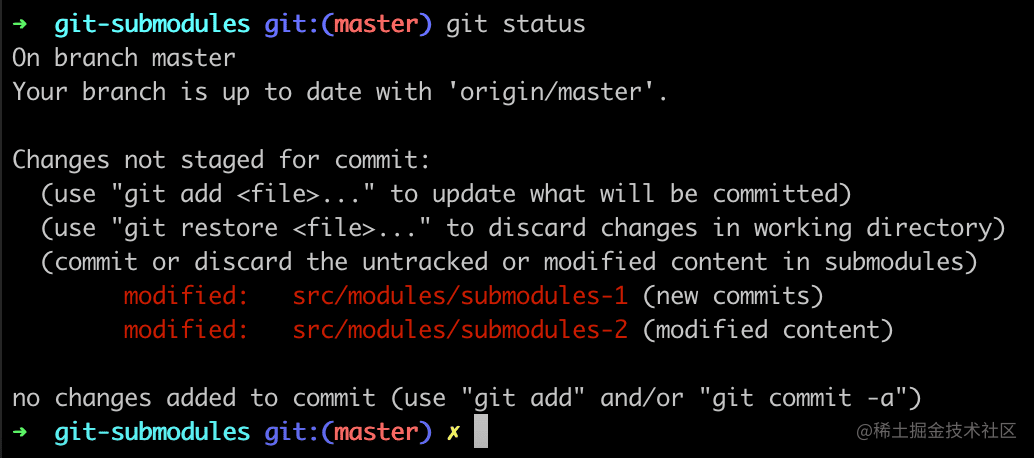 ➜  git-submodules git:(master) git status
On branch master
Your branch is up to date with 'origin/master'.
Changes not staged for commit:
  (use "git add <file>..." to update what will be committed)
  (use "git restore <file>..." to discard changes in working directory)
  (commit or discard the untracked or modified content in submodules)
        modified:   src/modules/submodules-1 (new commits)
        modified:   src/modules/submodules-2 (modified content)
no changes added to commit (use "git add" and/or "git commit -a")
➜  git-submodules git:(master) ✗
@稀土掘金技术社区